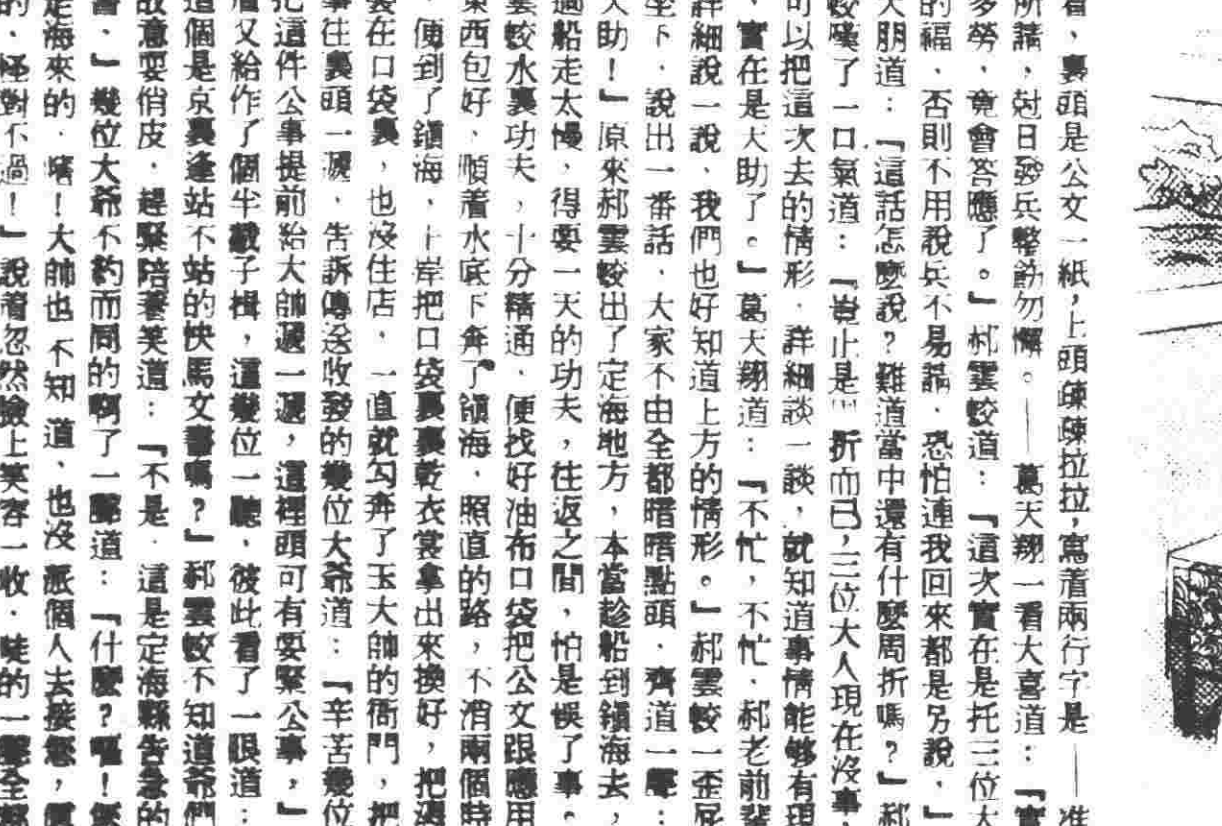 看，裏頭是公文一紙，上頭疎疎拉拉，寫着兩行字是——准
所請，尅日發兵整飭勿懈。——葛天翔一看大喜道：『實
多勞，竟會答應了。』郝雲蛟道：『這次實在是托三位大
的福．否則不用說兵不易請．恐怕連我回來都是另說，』
大朋道：『這話怎麼說？難道當中還有什麼周折嗎？』郝
蛟嘆了一口氣道：『豈止是 折而已，三位大人現在沒事，
可以把這次去的情形．詳細談一談，就知道事情能够有現
，實在是大助了。』葛天翔道：『不忙，不忙．郝老前輩
詳細說一說．我們也好知道上方的情形。』郝雲蛟一歪屁
坐下．說出一番話．大家不由全都暗暗點頭．齊道一聲：
大助！』原來郝雲蛟出了定海地方，本當趁船到鎮海去，
過船走太慢，得要一天的功夫，往返之間，怕是悞了事。
雲蛟水裏功夫，十分精通．便找好油布口袋把公文跟應用
東西包好．順着水底下奔了鎮海．照直的路，不消兩個時
．便到了鎮海．上岸把口袋裏裏乾衣裳拿出來換好，把
裝在口袋裏，也沒住店，一直就勾奔了玉大帥的衙門，把
事往裏頭一遞．告訴傳送收發的幾位大爺道：『辛苦幾位
把這件公事提前給大帥遞一遞，這裡頭可有要緊公事，』
着又給作了個半截子揖，這幾位一聽，彼此看了一眼道：
這個是京裏逢站不站的快馬文書嗎？』郝雲蛟不知道爺們
故意要俏皮．趕緊陪着笑道：『不是．這是定海縣告急的
書．』幾位大爺不約而同的啊了一聲道：『什麼？喔！您
定海來的．嗐！大帥也不知道、也沒派個人去接您，眞
的．怪對不過！』說着忽然臉上笑容一收．哇的一聲全都